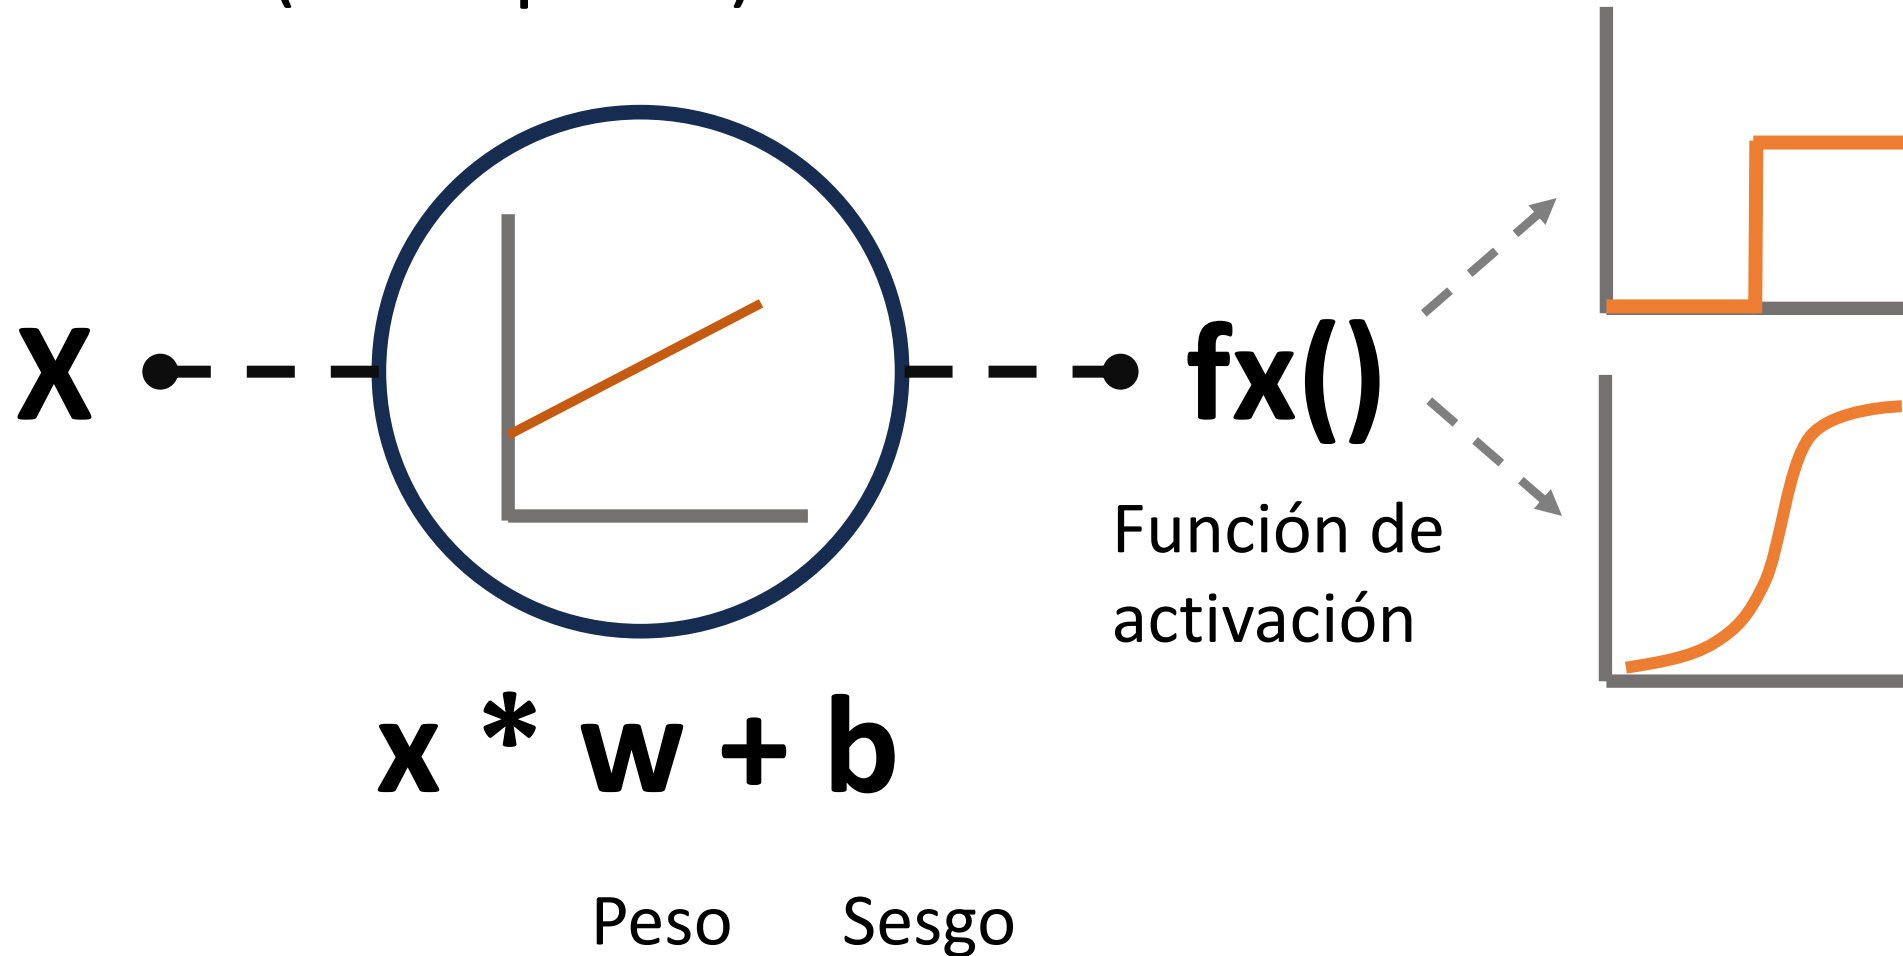 X
fx()
Función de
activación
x * w + b
Peso Sesgo